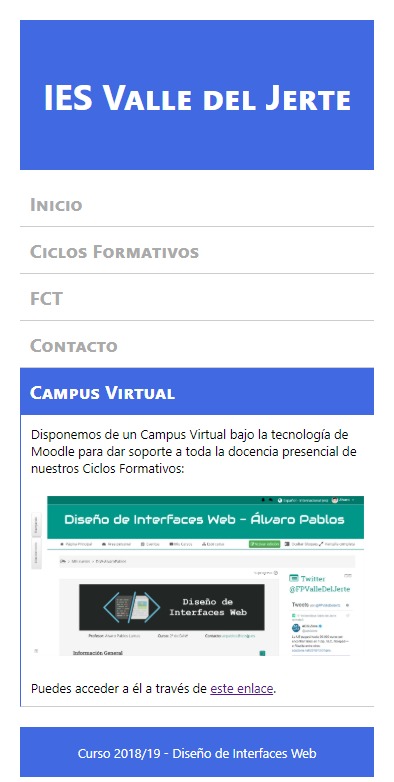 IES Valle del Jerte
Inicio
Ciclos Formativos
FCT
Contacto
Campus Virtual
Disponemos de un Campus Virtual bajo la tecnología de
Moodle para dar soporte a toda la docencia presencial de
nuestros Ciclos Formativos:
Diseño de Interfaces Web - Álvaro Pablos
Diseño de
Interfaces Web
Twitter
@FPValleDelJerte
Tweets
Información General
Puedes acceder a él a través de este enlace.
Curso 2018/19 - Diseño de Interfaces Web